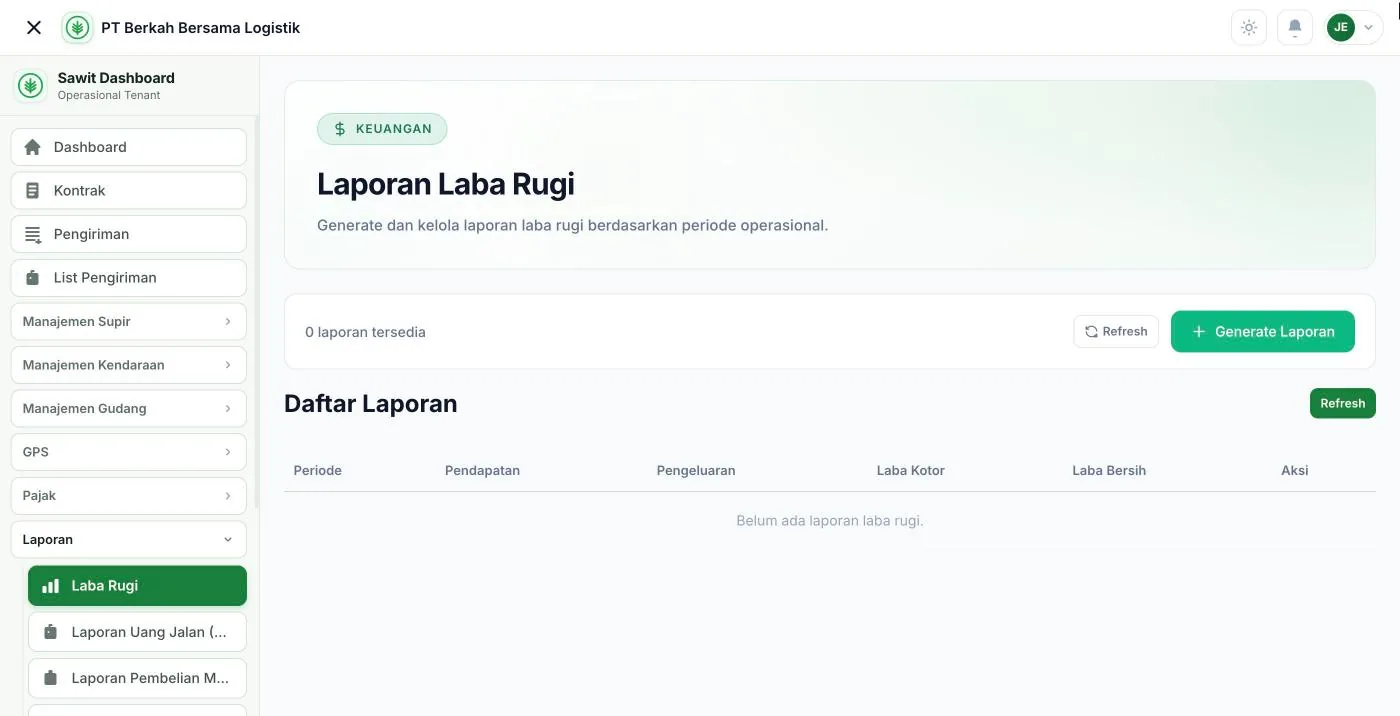 PT Berkah Bersama Logistik
JE
Sawit Dashboard
Operasional Tenant
Dashboard
Kontrak
Pengiriman
List Pengiriman
Manajemen Supir
Manajemen Kendaraan
Manajemen Gudang
GPS
Pajak
Laporan
Laba Rugi
Laporan Uang Jalan (...
Laporan Pembelian M...
$ KEUANGAN
Laporan Laba Rugi
Generate dan kelola laporan laba rugi berdasarkan periode operasional.
0 laporan tersedia
Refresh
+ Generate Laporan
Daftar Laporan
Refresh
Periode Pendapatan Pengeluaran Laba Kotor Laba Bersih Aksi
Belum ada laporan laba rugi.